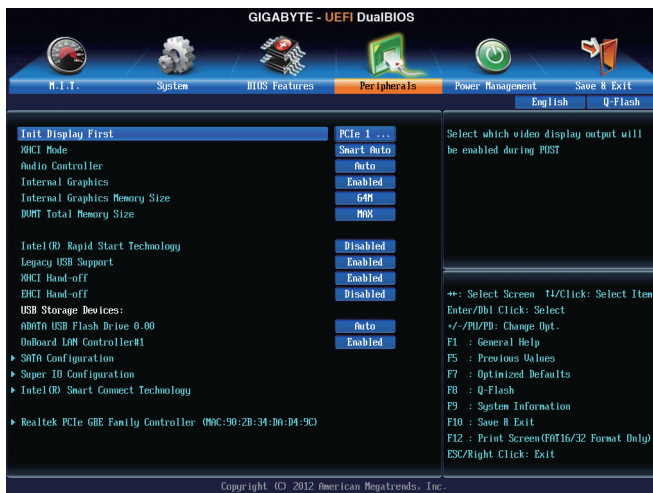 GIGABYTE - UEFI DualBIOS
M.I.T. System BIOS Features Peripherals Power Management Save & Exit
English Q-Flash
Init Display First PCIe 1 ...
XHCI Mode Smart Auto
Audio Controller Auto
Internal Graphics Enabled
Internal Graphics Memory Size 64M
DVMT Total Memory Size MAX
Intel(R) Rapid Start Technology Disabled
Legacy USB Support Enabled
XHCI Hand-off Enabled
EHCI Hand-off Disabled
USB Storage Devices:
ADATA USB Flash Drive 0.00 Auto
OnBoard LAN Controller#1 Enabled
SATA Configuration
Super IO Configuration
Intel(R) Smart Connect Technology
Realtek PCIe GBE Family Controller (MAC:90:2B:34:DA:D4:9C)
Select which video display output will
be enabled during POST
→←: Select Screen ↑↓/Click: Select Item
Enter/Dbl Click: Select
+/-/PU/PD: Change Opt.
F1 : General Help
F5 : Previous Values
F7 : Optimized Defaults
F8 : Q-Flash
F9 : System Information
F10 : Save & Exit
F12 : Print Screen(FAT16/32 Format Only)
ESC/Right Click: Exit
Copyright (C) 2012 American Megatrends, Inc.